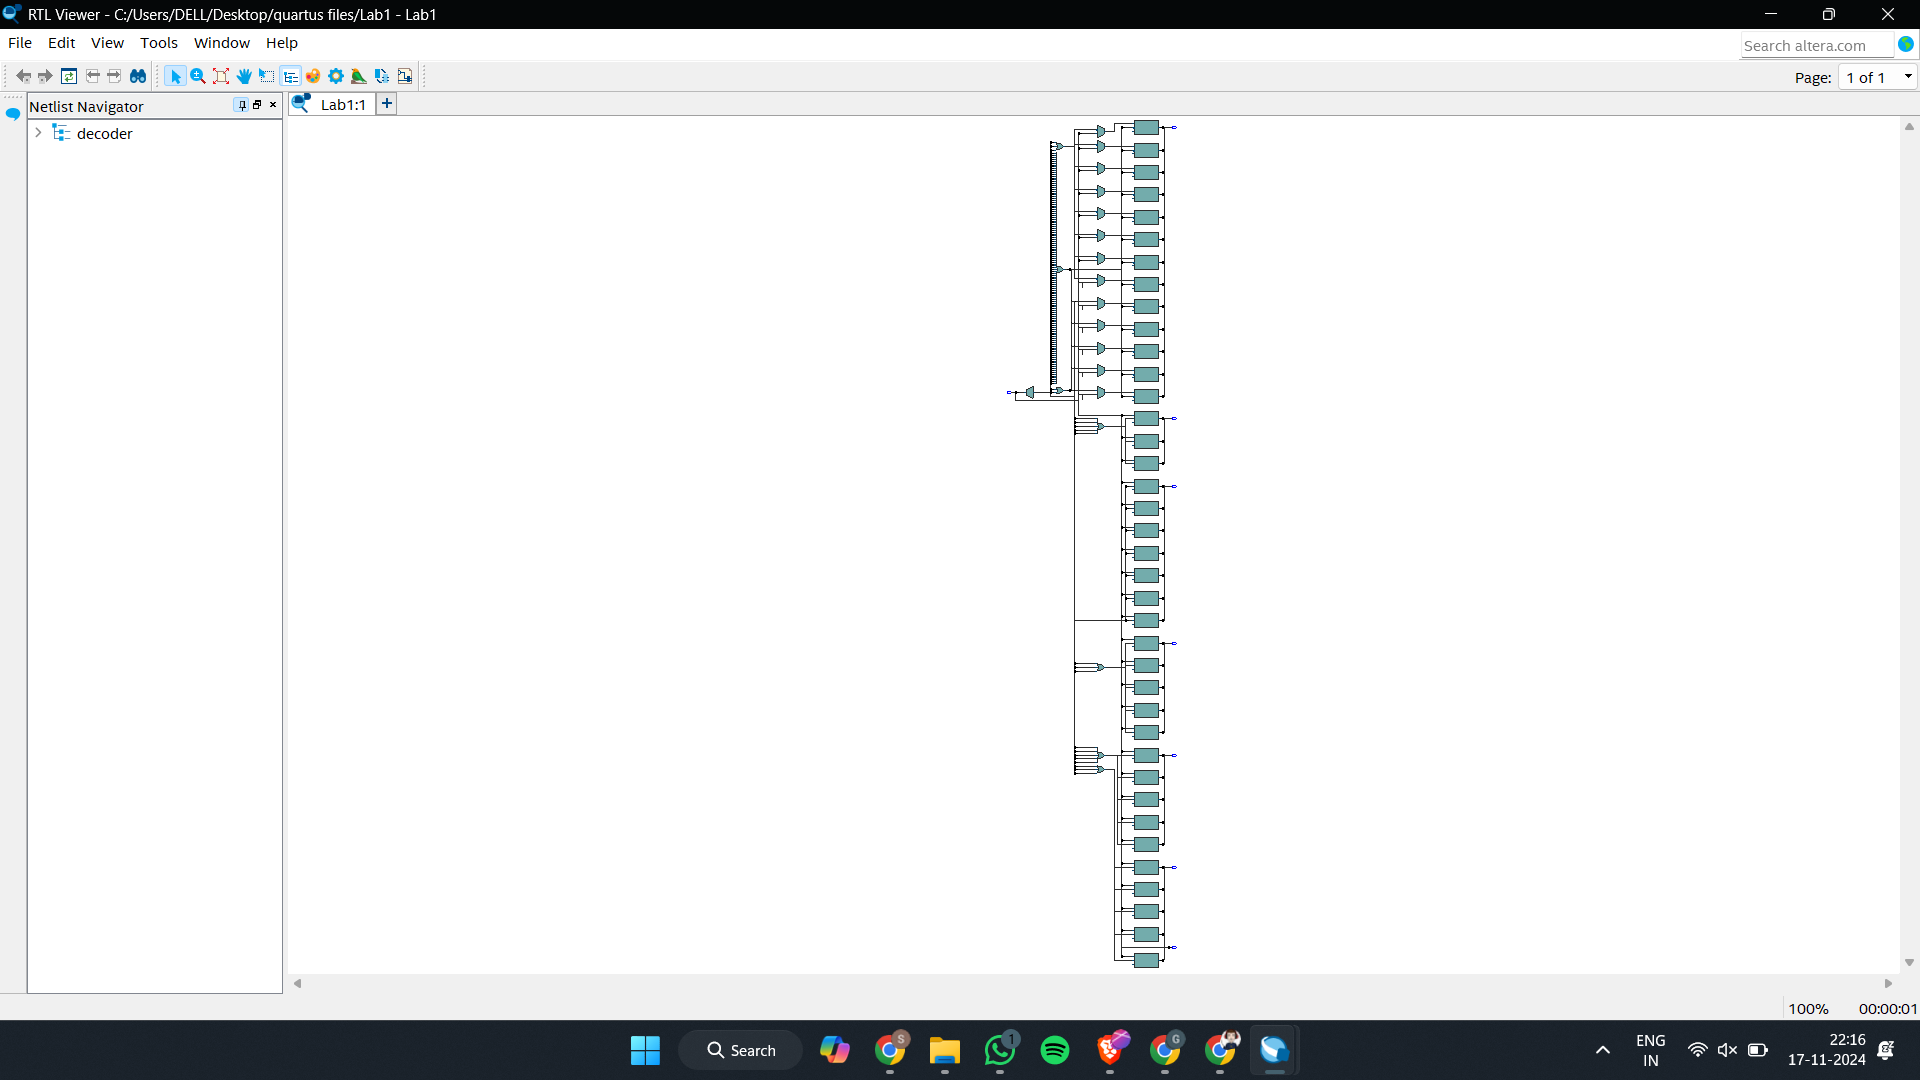 RTL Viewer - C:/Users/DELL/Desktop/quartus files/Lab1 - Lab1
File Edit View Tools Window Help
Search altera.com
Page: 1 of 1
Netlist Navigator
Lab1:1
decoder
100% 00:00:01
Search
S
1
G
ENG
IN
22:16
17-11-2024